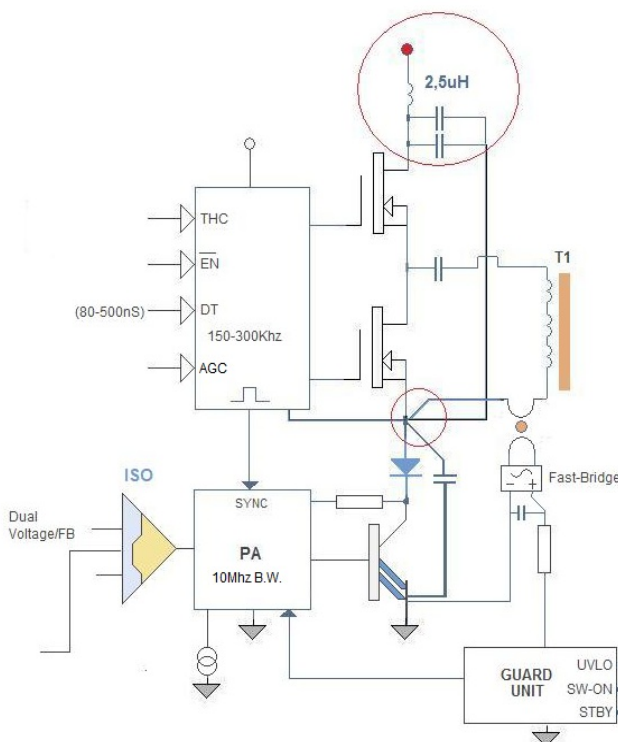 2,5uH
THC
EN
(80-500nS)
DT
150-300Khz
AGC
T1
ISO
Fast-Bridge
Dual
Voltage/FB
SYNC
PA
10Mhz B.W.
GUARD
UNIT
UVLO
SW-ON
STBY